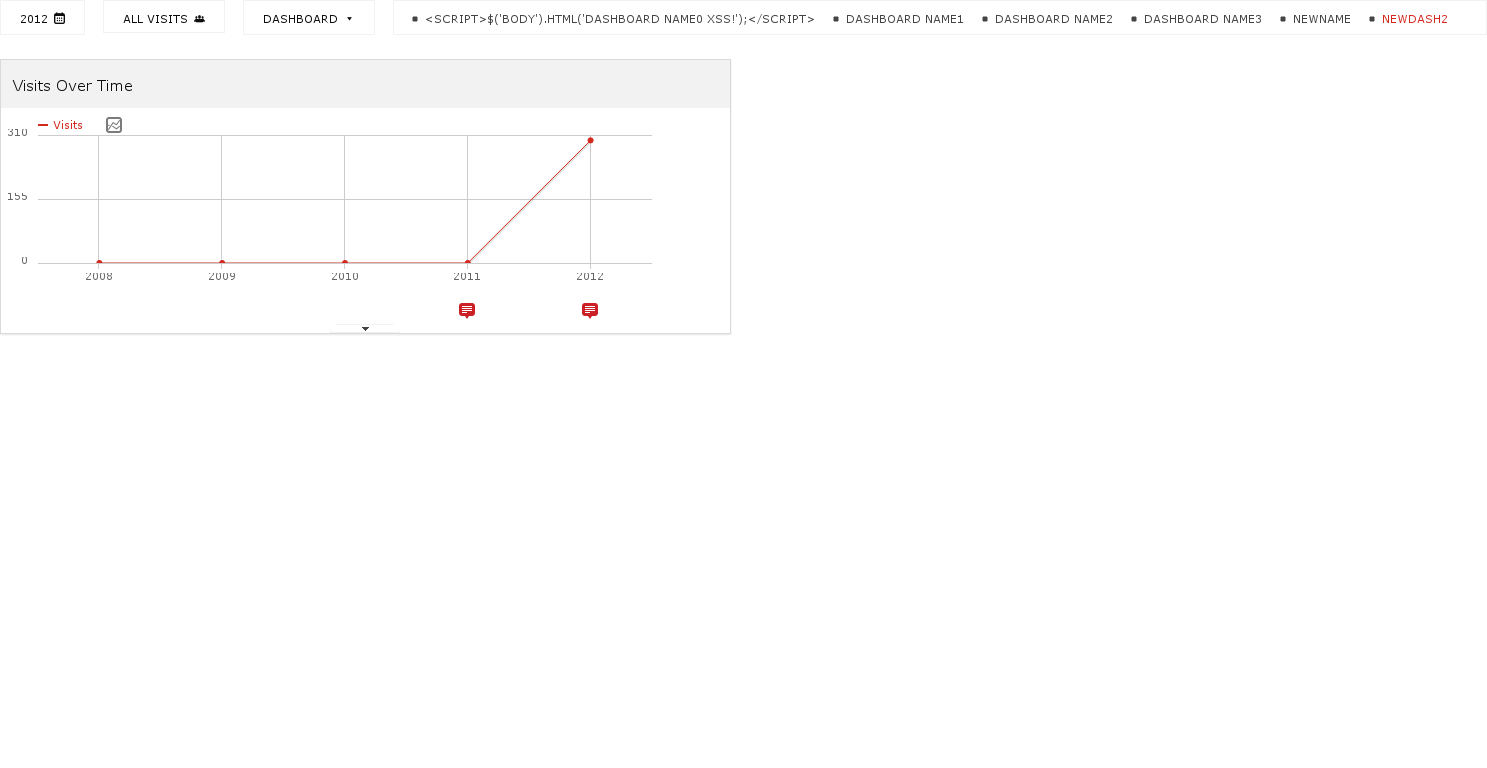 2012
ALL VISITS
DASHBOARD
<SCRIPT>$('BODY').HTML('DASHBOARD NAME0 XSS!');</SCRIPT>
DASHBOARD NAME1
DASHBOARD NAME2
DASHBOARD NAME3
NEWNAME
NEWDASH2
Visits Over Time
Visits
310
155
0
2008 2009 2010 2011 2012